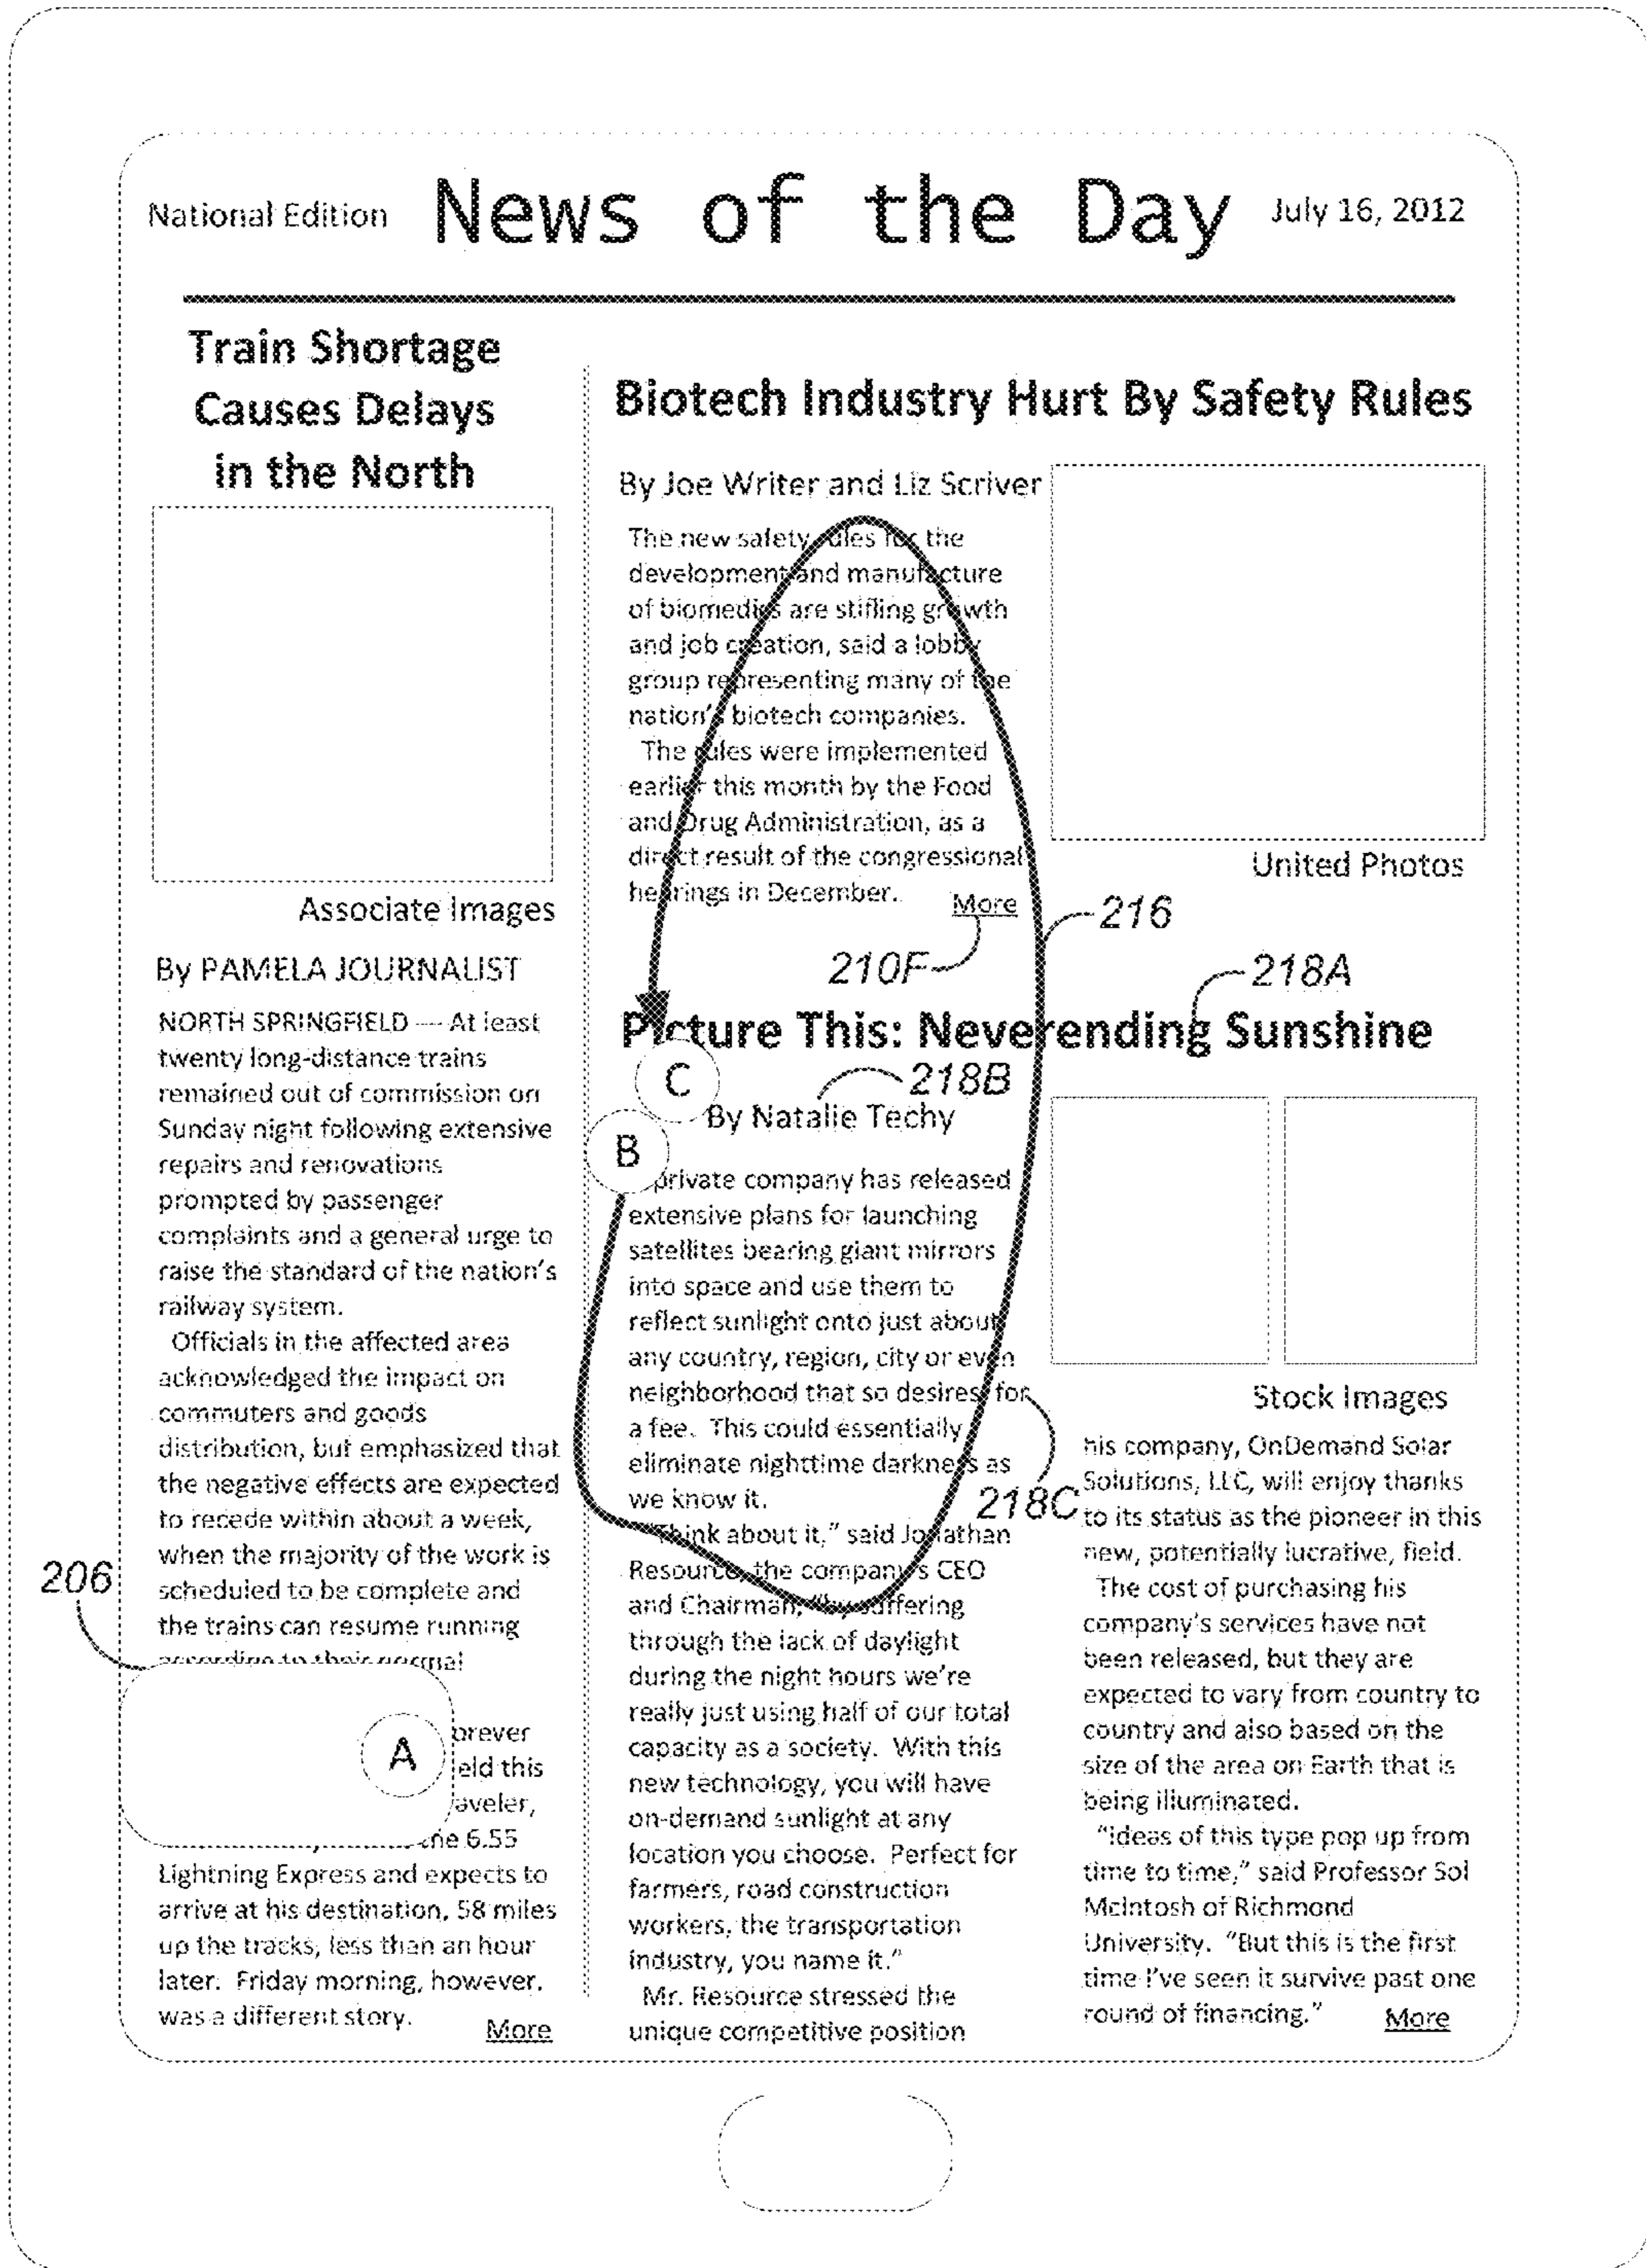 National Edition
News of the Day
July 16, 2012
Train Shortage
Causes Delays
in the North
Associate Images
By PAMELA JOURNALIST
NORTH SPRINGFIELD — At least
twenty long-distance trains
remained out of commission on
Sunday night following extensive
repairs and renovations
prompted by passenger
complaints and a general urge to
raise the standard of the nation's
railway system.
Officials in the affected area
acknowledged the impact on
commuters and goods
distribution, but emphasized that
the negative effects are expected
to recede within about a week,
when the majority of the work is
scheduled to be complete and
the trains can resume running
according to their normal
206
A
orever
eld this
aveler,
6.55
Lightning Express and expects to
arrive at his destination, 58 miles
up the tracks, less than an hour
later. Friday morning, however,
was a different story.
More
Biotech Industry Hurt By Safety Rules
By Joe Writer and Liz Scriver
The new safety rules for the
development and manufacture
of biomedics are stifling growth
and job creation, said a lobby
group representing many of the
nation's biotech companies.
The rules were implemented
earlier this month by the Food
and Drug Administration, as a
direct result of the congressional
hearings in December.
More
United Photos
216
210F
218A
Picture This: Neverending Sunshine
C
218B
By Natalie Techy
B
private company has released
extensive plans for launching
satellites bearing giant mirrors
into space and use them to
reflect sunlight onto just about
any country, region, city or even
neighborhood that so desires, for
a fee. This could essentially
eliminate nighttime darkness as
we know it.
"Think about it," said Jonathan
Resource, the company's CEO
and Chairman, "by suffering
through the lack of daylight
during the night hours we're
really just using half of our total
capacity as a society. With this
new technology, you will have
on-demand sunlight at any
location you choose. Perfect for
farmers, road construction
workers, the transportation
industry, you name it."
Mr. Resource stressed the
unique competitive position
218C
Stock Images
his company, OnDemand Solar
Solutions, LLC, will enjoy thanks
to its status as the pioneer in this
new, potentially lucrative, field.
The cost of purchasing his
company's services have not
been released, but they are
expected to vary from country to
country and also based on the
size of the area on Earth that is
being illuminated.
"Ideas of this type pop up from
time to time," said Professor Sol
McIntosh of Richmond
University. "But this is the first
time I've seen it survive past one
round of financing."
More